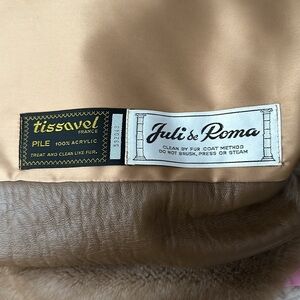 tissavel
FRANCE
PILE 100% ACRYLIC
TREAT AND CLEAN LIKE FUR.
Juli de Roma
CLEAN BY FUR COAT METHOD
DO NOT BRUSH, PRESS OR STEAM